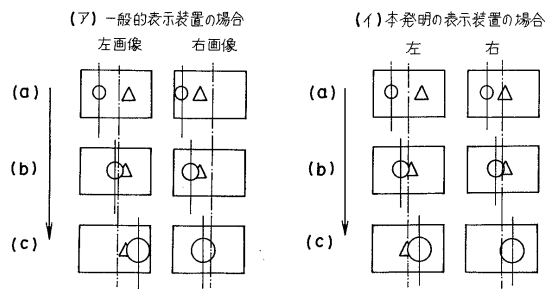 (ア)一般的表示装置の場合
左画像 右画像
(a)
(b)
(c)
(イ)本発明の表示装置の場合
左 右
(a)
(b)
(c)